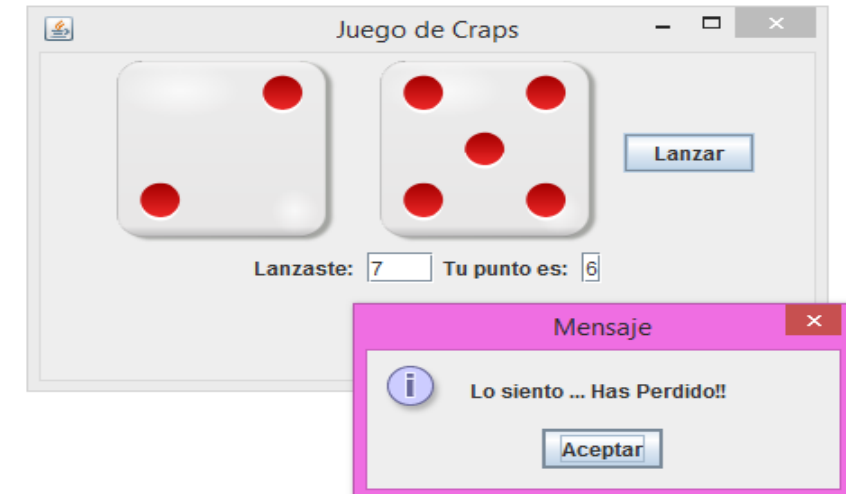 Juego de Craps
Lanzar
Lanzaste: 7 Tu punto es: 6
Mensaje
Lo siento ... Has Perdido!!
Aceptar